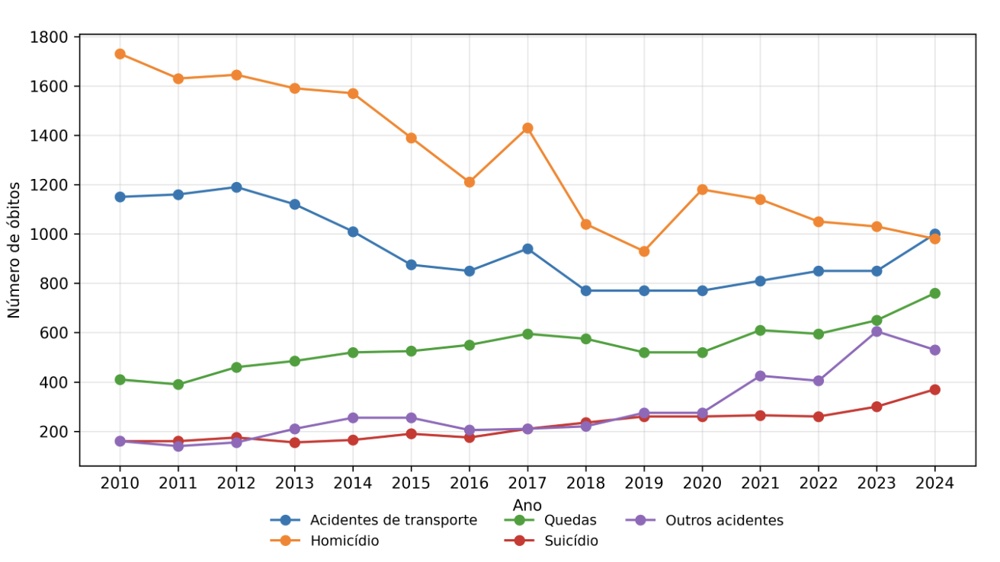 1800
1600
1400
1200
1000
800
600
400
200
Número de óbitos
2010 2011 2012 2013 2014 2015 2016 2017 2018 2019 2020 2021 2022 2023 2024
Ano
Acidentes de transporte Quedas Outros acidentes
Homicídio Suicídio